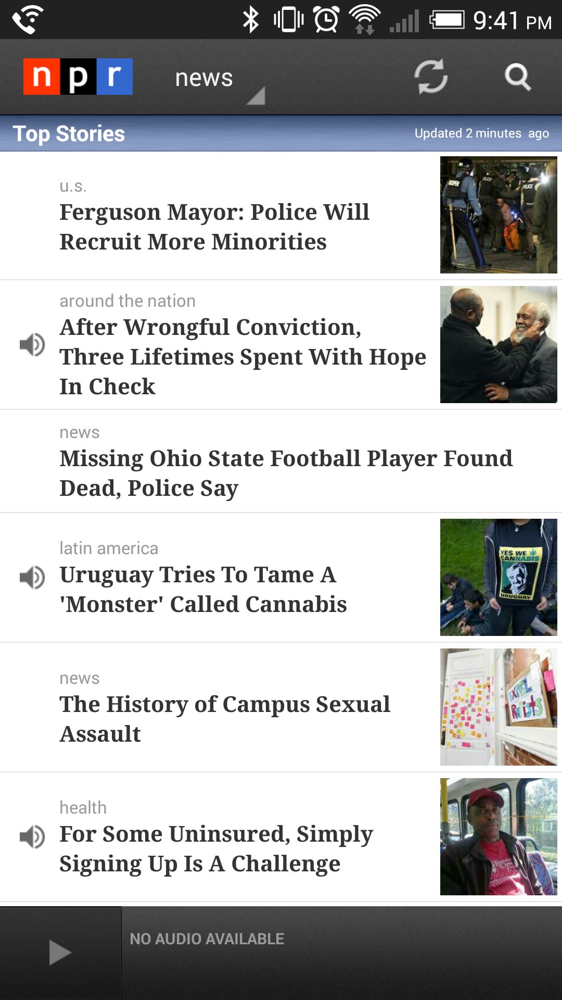 9:41 PM
npr
news
Top Stories
Updated 2 minutes ago
u.s.
Ferguson Mayor: Police Will
Recruit More Minorities
TROOPER
POLICE
POLICE
around the nation
After Wrongful Conviction,
Three Lifetimes Spent With Hope
In Check
news
Missing Ohio State Football Player Found
Dead, Police Say
latin america
Uruguay Tries To Tame A
'Monster' Called Cannabis
YES WE
CANNABIS
URUGUAY
news
The History of Campus Sexual
Assault
EXPEL
RAPISTS
health
For Some Uninsured, Simply
Signing Up Is A Challenge
NO AUDIO AVAILABLE